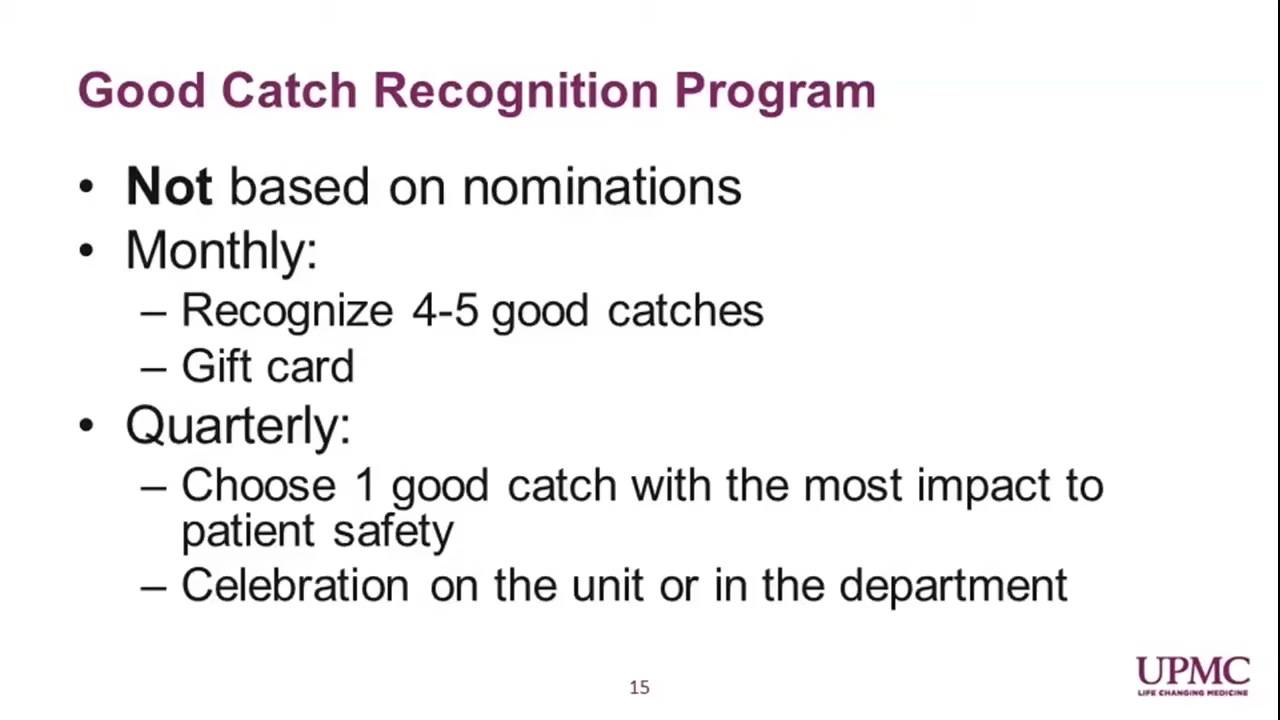 Good Catch Recognition Program
• Not based on nominations
• Monthly:
– Recognize 4-5 good catches
– Gift card
• Quarterly:
– Choose 1 good catch with the most impact to
patient safety
– Celebration on the unit or in the department
15
UPMC
LIFE CHANGING MEDICINE